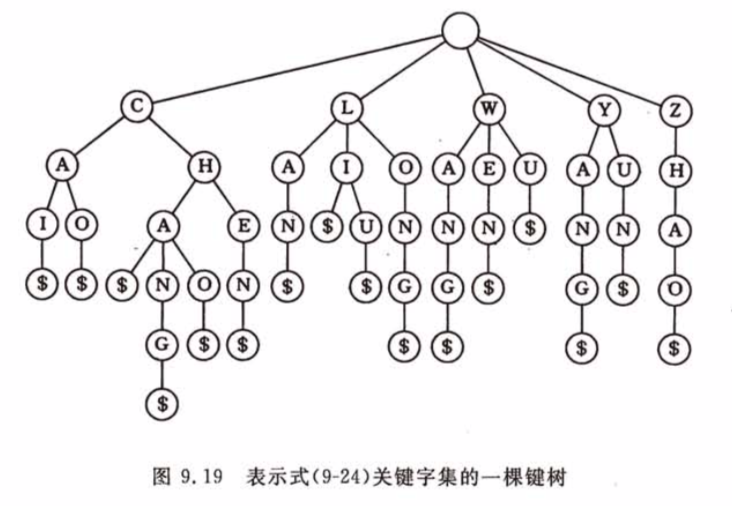 C L W Y Z
A H A I O A E U A U H
I O A E N $ U N N N $ N N A
$ $ $ N O N $ $ G G $ G $ O
G $ $ $ $ $ $
$
图 9.19 表示式(9-24)关键字集的一棵键树